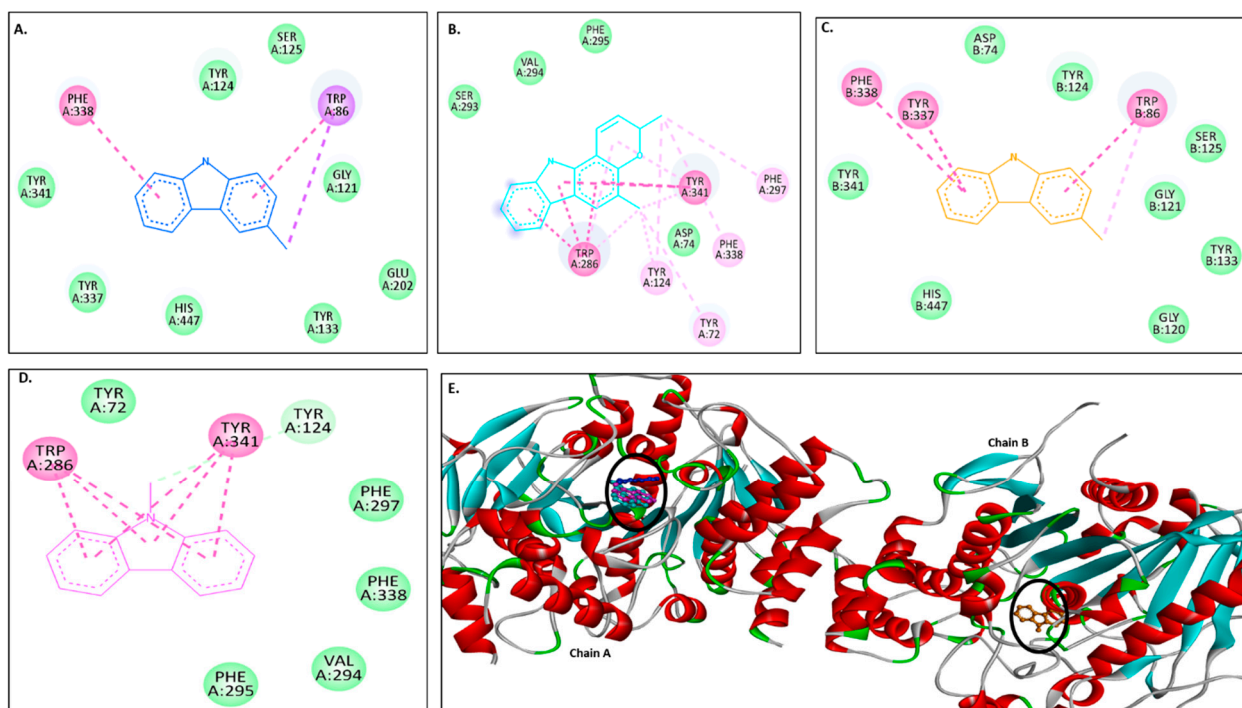 A.
SER
A:125
TYR
A:124
PHE
A:338
TRP
A:86
N
TYR
A:341
GLY
A:121
GLU
A:202
TYR
A:337
HIS
A:447
TYR
A:133
B.
PHE
A:295
VAL
A:294
SER
A:293
N
O
TYR
A:341
PHE
A:297
ASP
A:74
PHE
A:338
TRP
A:286
TYR
A:124
TYR
A:72
C.
ASP
B:74
TYR
B:124
PHE
B:338
TYR
B:337
TRP
B:86
SER
B:125
N
TYR
B:341
GLY
B:121
TYR
B:133
HIS
B:447
GLY
B:120
D.
TYR
A:72
TYR
A:341
TYR
A:124
TRP
A:286
N
PHE
A:297
PHE
A:338
VAL
A:294
PHE
A:295
E.
Chain B
Chain A